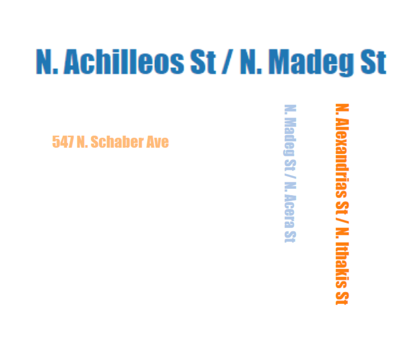 N. Achilleos St / N. Madeg St
547 N. Schaber Ave
N. Madeg St / N. Acera St
N. Alexandrias St / N. Ithakis St